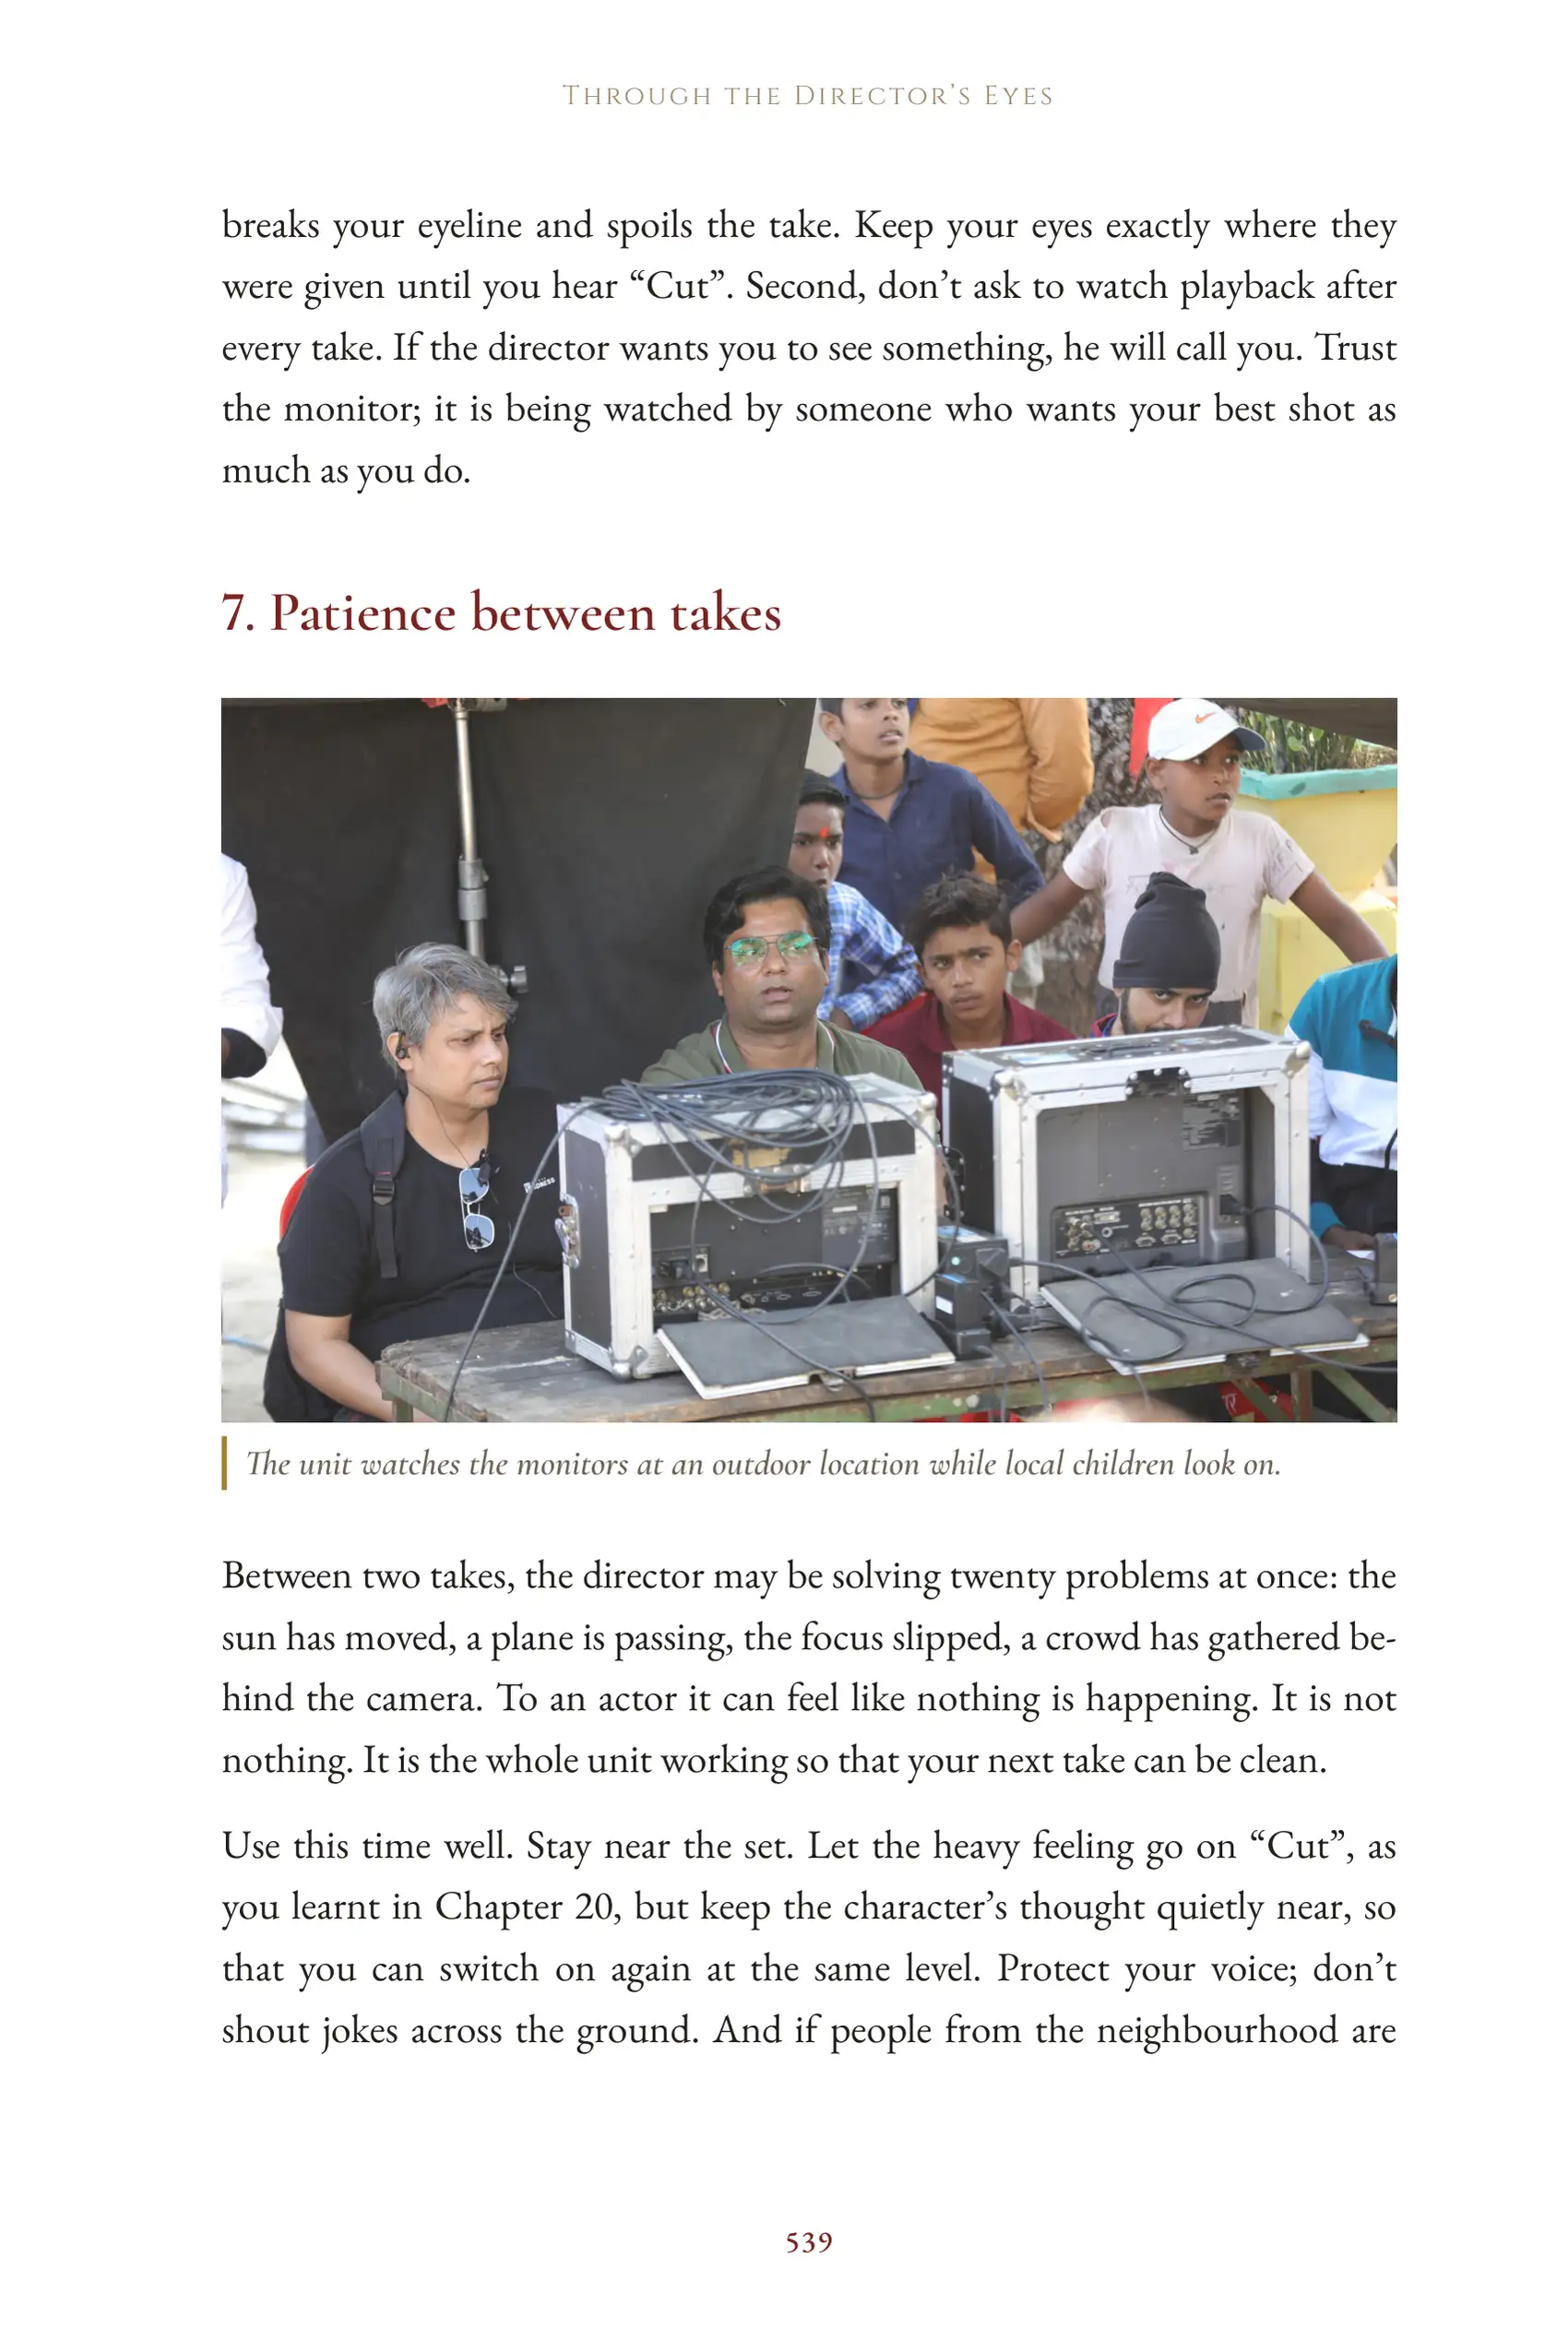 THROUGH THE DIRECTOR’S EYES
breaks your eyeline and spoils the take. Keep your eyes exactly where they
were given until you hear “Cut”. Second, don’t ask to watch playback after
every take. If the director wants you to see something, he will call you. Trust
the monitor; it is being watched by someone who wants your best shot as
much as you do.
7. Patience between takes
The unit watches the monitors at an outdoor location while local children look on.
Between two takes, the director may be solving twenty problems at once: the
sun has moved, a plane is passing, the focus slipped, a crowd has gathered be-
hind the camera. To an actor it can feel like nothing is happening. It is not
nothing. It is the whole unit working so that your next take can be clean.
Use this time well. Stay near the set. Let the heavy feeling go on “Cut”, as
you learnt in Chapter 20, but keep the character’s thought quietly near, so
that you can switch on again at the same level. Protect your voice; don’t
shout jokes across the ground. And if people from the neighbourhood are
539